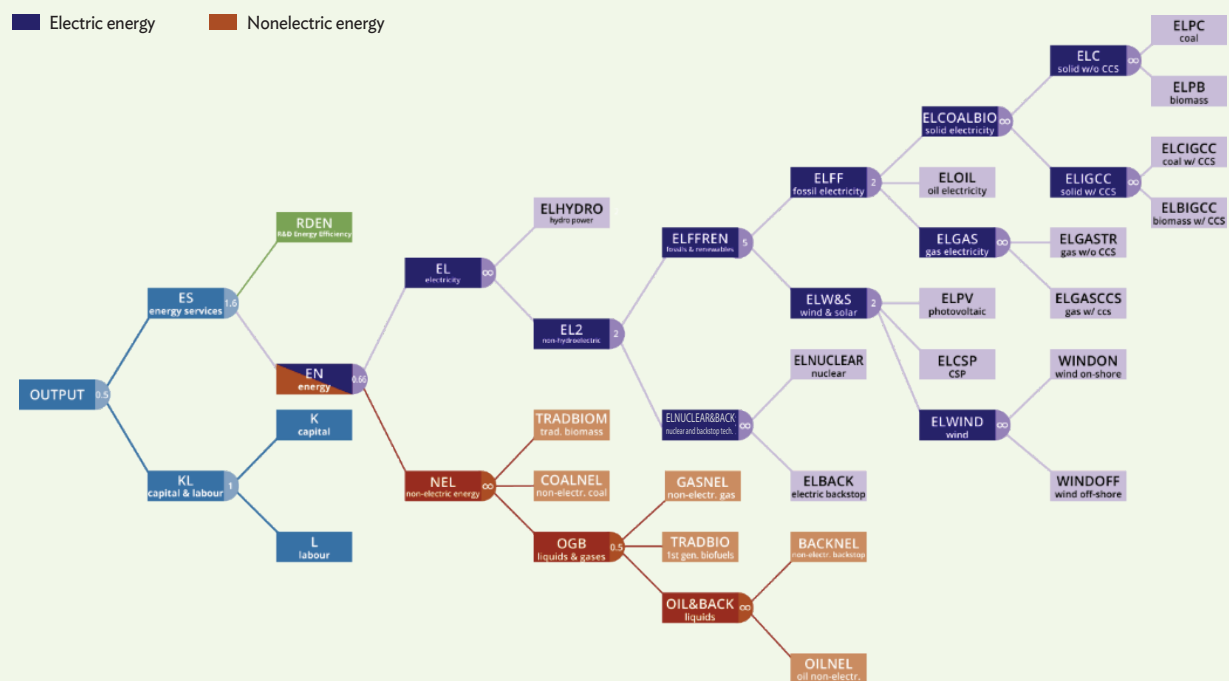 Electric energy
Nonelectric energy
OUTPUT
0.5
ES
energy services
1.6
KL
capital & labour
1
RDEN
R&D Energy Efficiency
EN
energy
0.66
K
capital
L
labour
EL
electricity
∞
NEL
non-electric energy
∞
ELHYDRO
hydro power
EL2
non-hydroelectric
2
TRADBIOM
trad. biomass
COALNEL
non-electr. coal
OGB
liquids & gases
0.5
ELFFREN
fossils & renewables
5
ELNUCLEAR&BACK
nuclear and backstop tech.
∞
GASNEL
non-electr. gas
TRADBIO
1st gen. biofuels
OIL&BACK
liquids
∞
ELFF
fossil electricity
2
ELW&S
wind & solar
2
ELNUCLEAR
nuclear
ELBACK
electric backstop
BACKNEL
non-electr. backstop
OILNEL
oil non-electr.
ELCOALBIO
solid electricity
∞
ELOIL
oil electricity
ELGAS
gas electricity
∞
ELPV
photovoltaic
ELCSP
CSP
ELWIND
wind
∞
ELC
solid w/o CCS
∞
ELIGCC
solid w/ CCS
∞
ELGASTR
gas w/o CCS
ELGASCCS
gas w/ ccs
WINDON
wind on-shore
WINDOFF
wind off-shore
ELPC
coal
ELPB
biomass
ELCIGCC
coal w/ CCS
ELBIGCC
biomass w/ CCS